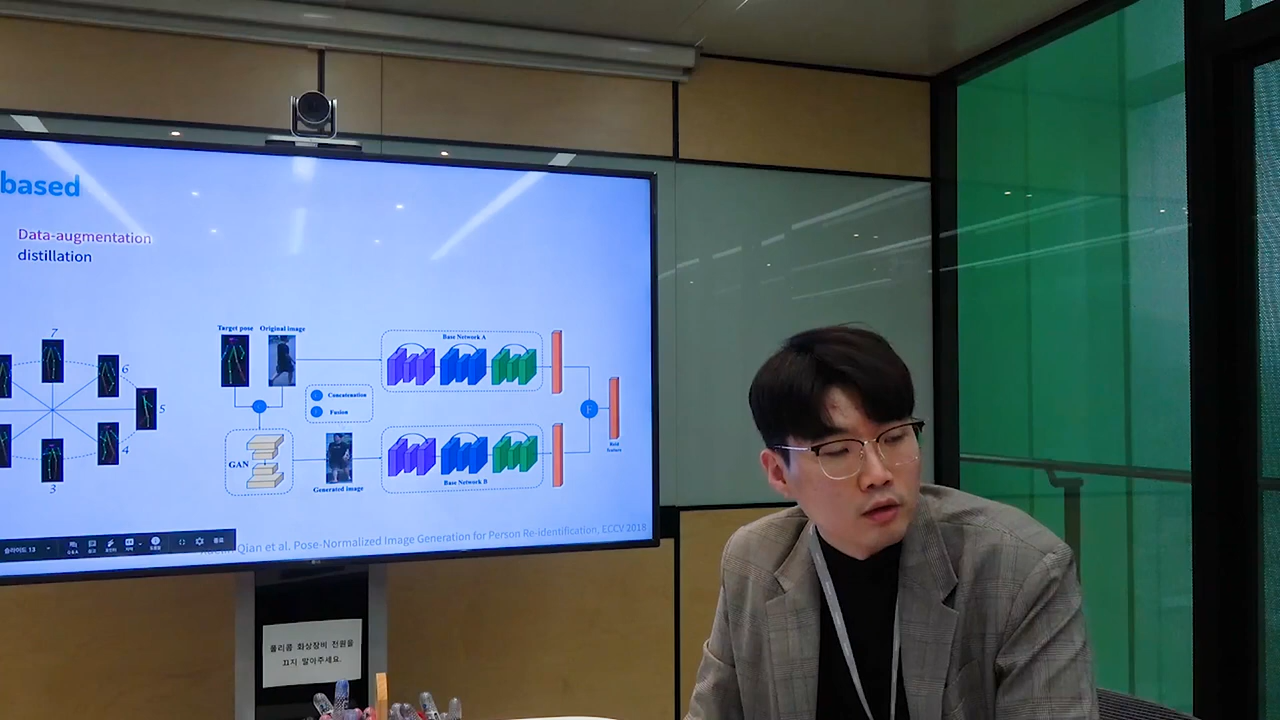 based
Data-augmentation
distillation
7
6
5
4
3
Target pose Original image
Base Network A
Concatenation
Fusion
F
GAN
Generated image
Base Network B
Reid
feature
슬라이드 13
Q&A
종료
Qian et al. Pose-Normalized Image Generation for Person Re-identification, ECCV 2018
폴리콤 화상장비 전원을
끄지 말아주세요.